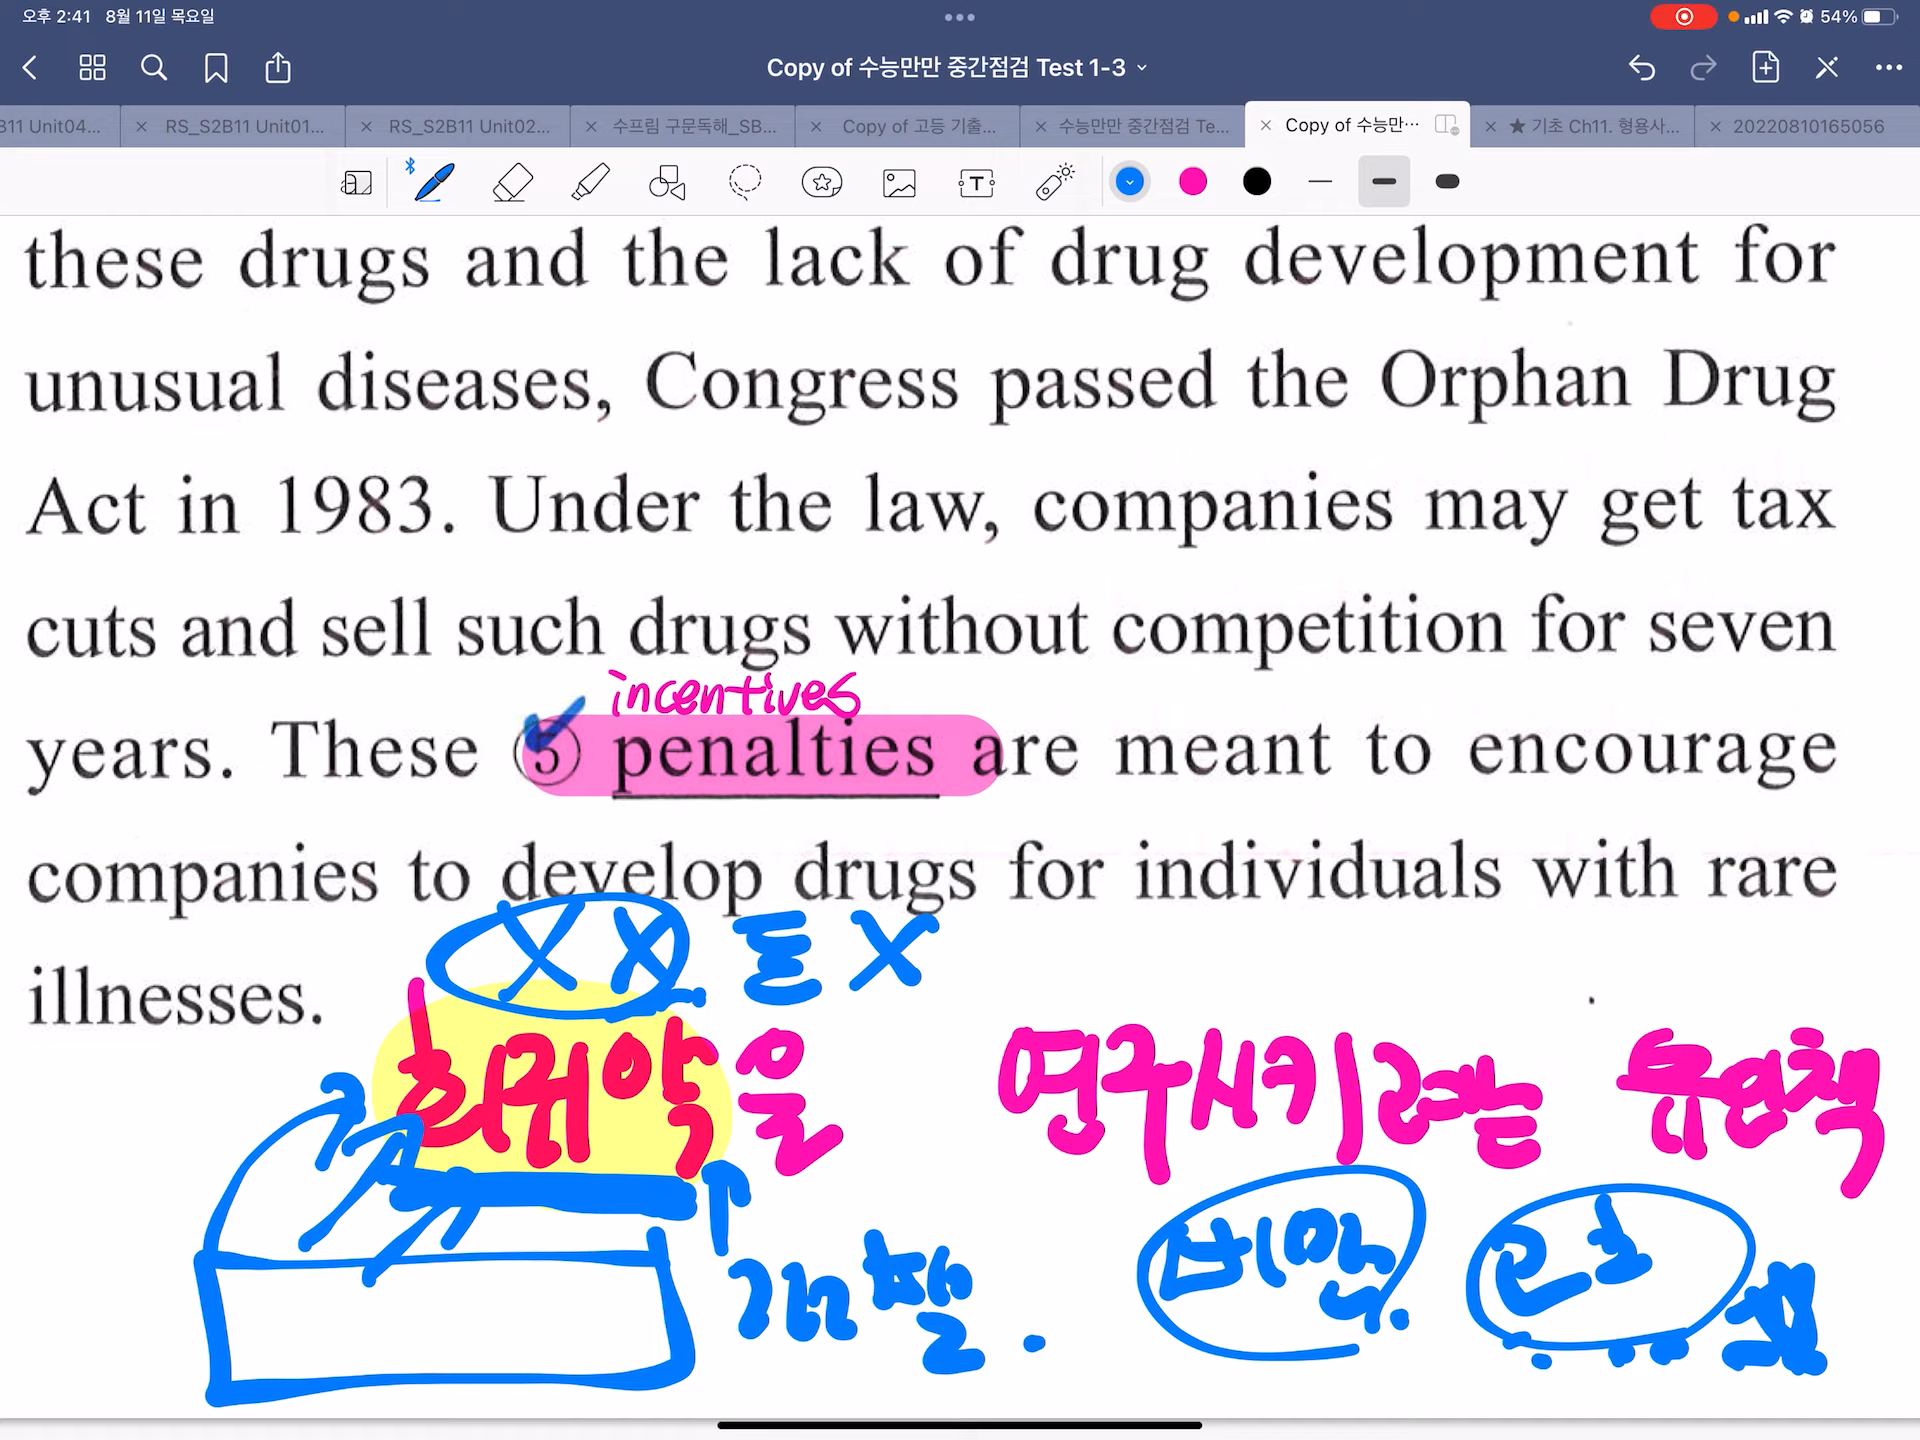 오후 2:41 8월 11일 목요일
54%
Copy of 수능만만 중간점검 Test 1-3
311 Unit04...
RS_S2B11 Unit01...
RS_S2B11 Unit02...
수프림 구문독해_SB...
Copy of 고등 기출...
수능만만 중간점검 Te...
Copy of 수능만...
★ 기초 Ch11. 형용사...
20220810165056
these drugs and the lack of drug development for
unusual diseases, Congress passed the Orphan Drug
Act in 1983. Under the law, companies may get tax
cuts and sell such drugs without competition for seven
incentives
years. These ⑤ penalties are meant to encourage
companies to develop drugs for individuals with rare
illnesses.
XX 돈 X
희귀약을 연구시키려는 유인책